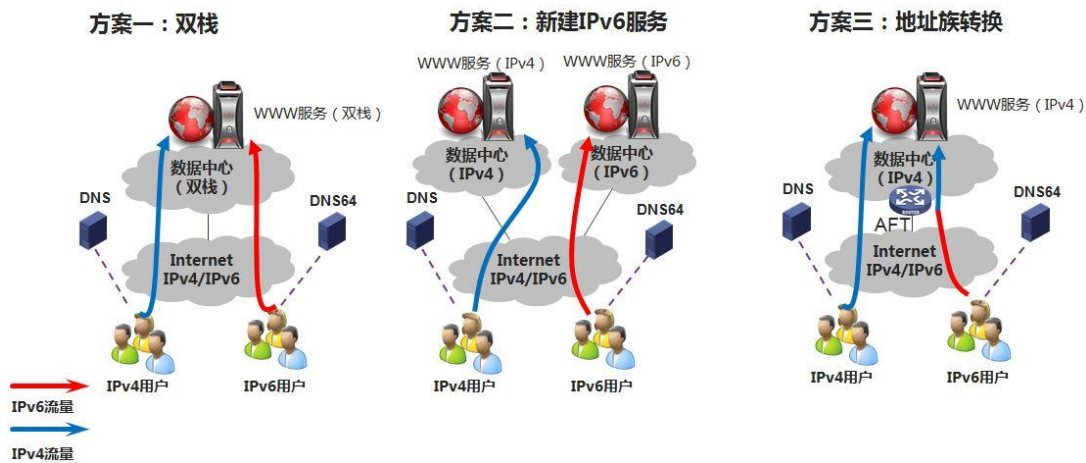 方案一：双栈
WWW服务（双栈）
数据中心
（双栈）
DNS
DNS64
Internet
IPv4/IPv6
IPv4用户
IPv6用户
方案二：新建IPv6服务
WWW服务（IPv4）
WWW服务（IPv6）
数据中心
（IPv4）
数据中心
（IPv6）
DNS
DNS64
Internet
IPv4/IPv6
IPv4用户
IPv6用户
方案三：地址族转换
WWW服务（IPv4）
数据中心
（IPv4）
ROUTER
AFT
DNS
DNS64
Internet
IPv4/IPv6
IPv4用户
IPv6用户
IPv6流量
IPv4流量